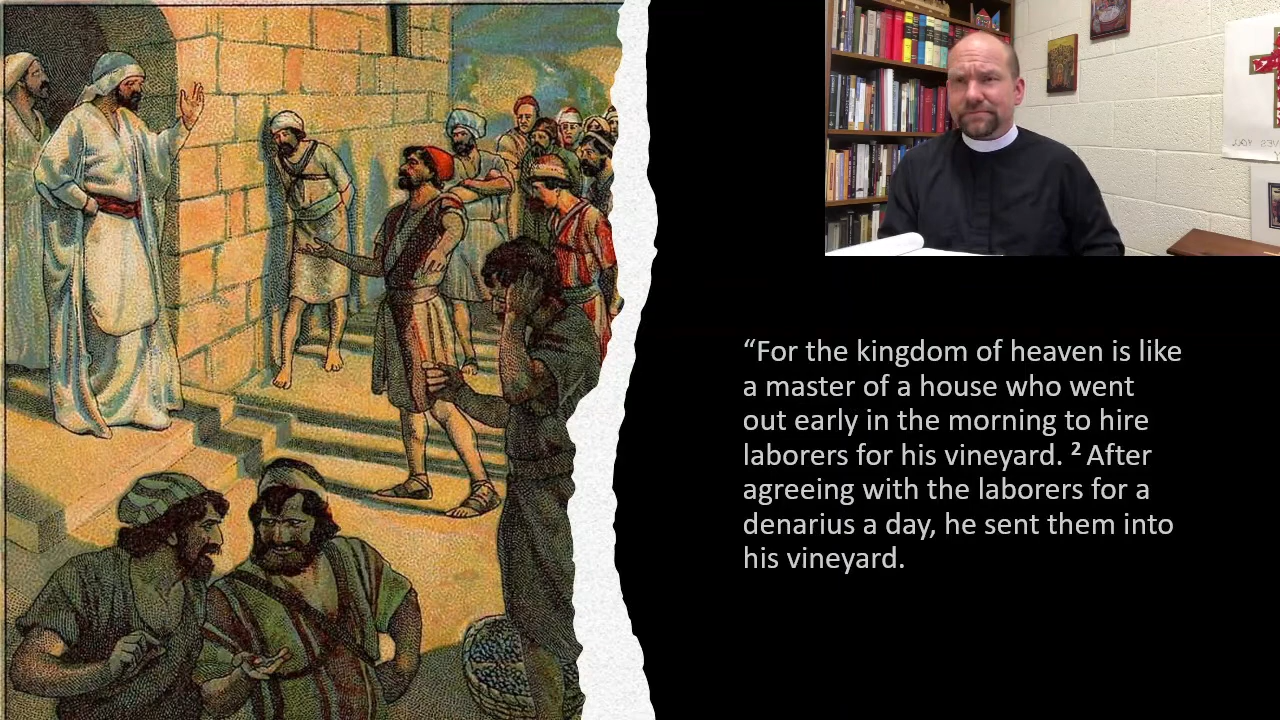 “For the kingdom of heaven is like
a master of a house who went
out early in the morning to hire
laborers for his vineyard. ² After
agreeing with the laborers for a
denarius a day, he sent them into
his vineyard.